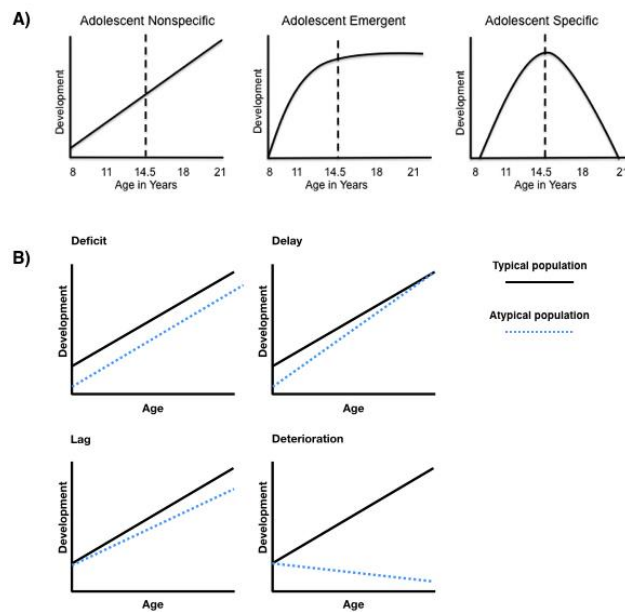 A)
Adolescent Nonspecific
Adolescent Emergent
Adolescent Specific
Development
Development
Development
8 11 14.5 18 21
8 11 14.5 18 21
8 11 14.5 18 21
Age in Years
Age in Years
Age in Years
B)
Deficit
Delay
Typical population
Atypical population
Development
Development
Age
Age
Lag
Deterioration
Development
Development
Age
Age